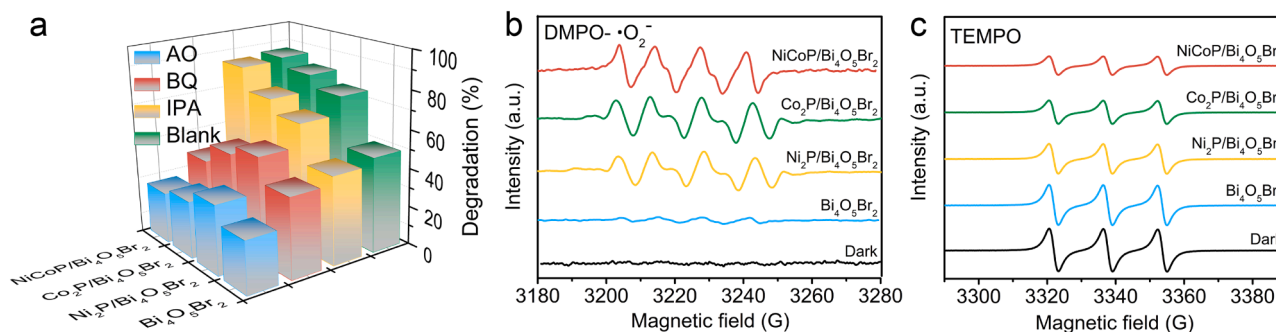 a
AO
BQ
IPA
Blank
100
80
60
40
20
0
Degradation (%)
NiCoP/Bi₄O₅Br₂
Co₂P/Bi₄O₅Br₂
Ni₂P/Bi₄O₅Br₂
Bi₄O₅Br₂
b
DMPO- ·O₂⁻
NiCoP/Bi₄O₅Br₂
Co₂P/Bi₄O₅Br₂
Ni₂P/Bi₄O₅Br₂
Bi₄O₅Br₂
Dark
Intensity (a.u.)
3180 3200 3220 3240 3260 3280
Magnetic field (G)
c
TEMPO
NiCoP/Bi₄O₅Br
Co₂P/Bi₄O₅Br
Ni₂P/Bi₄O₅Br
Bi₄O₅Br
Dark
Intensity (a.u.)
3300 3320 3340 3360 3380
Magnetic field (G)